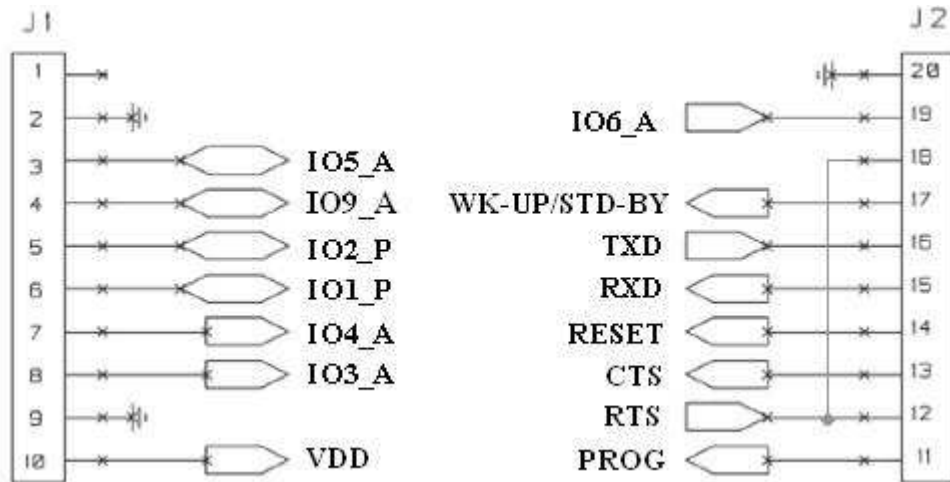 J1
J2
1
20
2
IO6_A
19
3
IO5_A
18
4
IO9_A
WK-UP/STD-BY
17
5
IO2_P
TXD
16
6
IO1_P
RXD
15
7
IO4_A
RESET
14
8
IO3_A
CTS
13
9
RTS
12
10
VDD
PROG
11